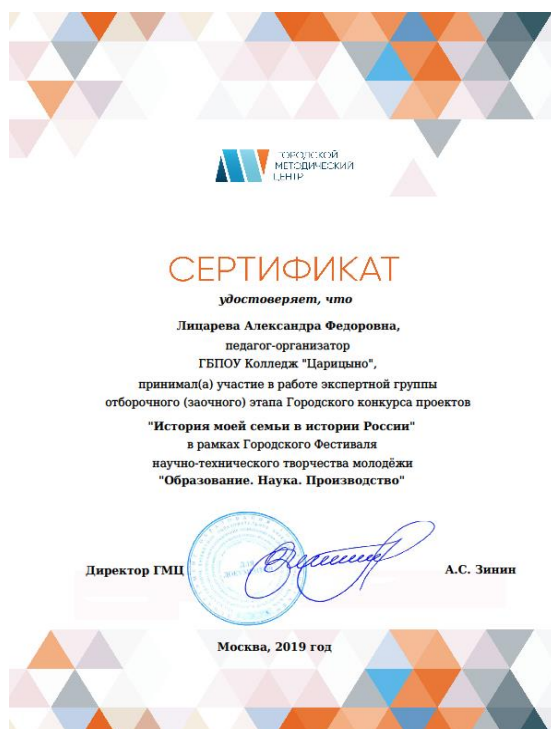 ГОРОДСКОЙ
МЕТОДИЧЕСКИЙ
ЦЕНТР
СЕРТИФИКАТ
удостоверяет, что
Лицарева Александра Федоровна,
педагог-организатор
ГБПОУ Колледж "Царицыно",
принимал(а) участие в работе экспертной группы
отборочного (заочного) этапа Городского конкурса проектов
"История моей семьи в истории России"
в рамках Городского Фестиваля
научно-технического творчества молодёжи
"Образование. Наука. Производство"
ДЛЯ
ДОКУМЕНТОВ
Директор ГМЦ
А.С. Зинин
Москва, 2019 год